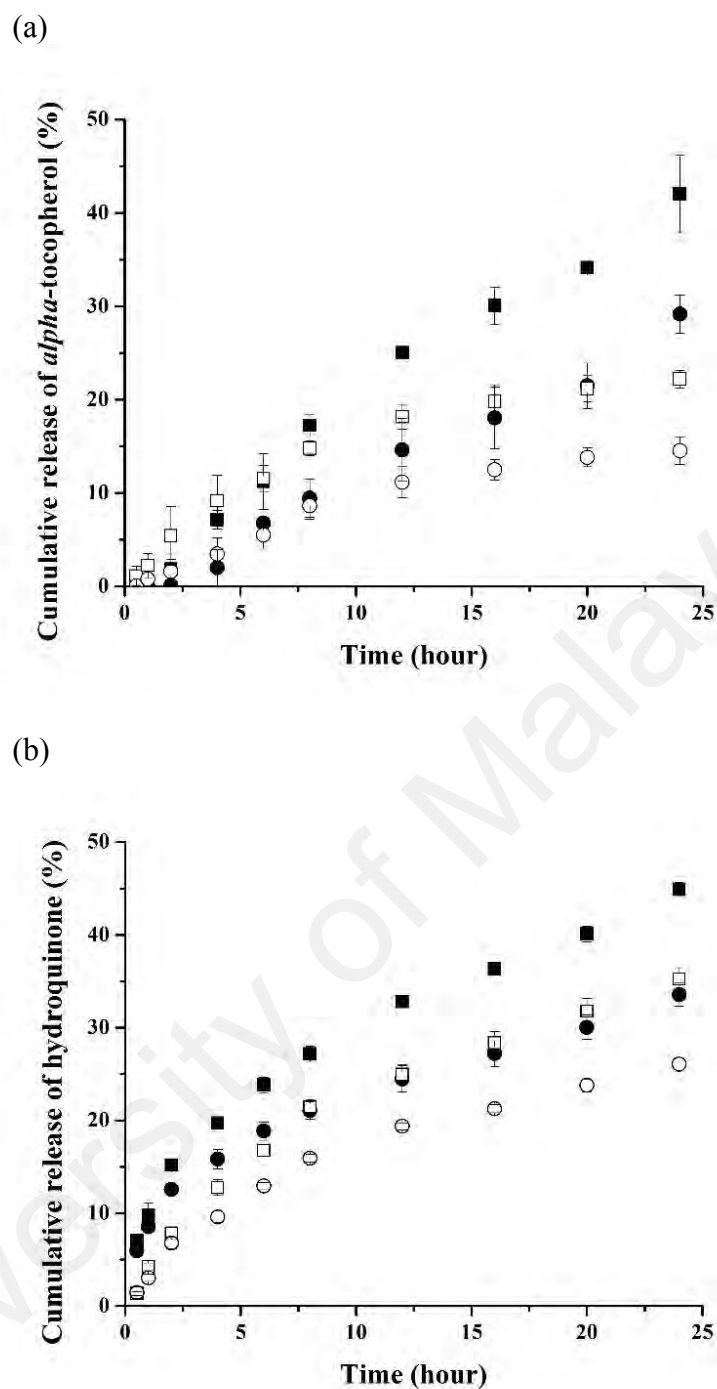 (a)
Cumulative release of alpha-tocopherol (%)
50
40
30
20
10
0
0 5 10 15 20 25
Time (hour)
(b)
Cumulative release of hydroquinone (%)
50
40
30
20
10
0
0 5 10 15 20 25
Time (hour)
versity of Malay